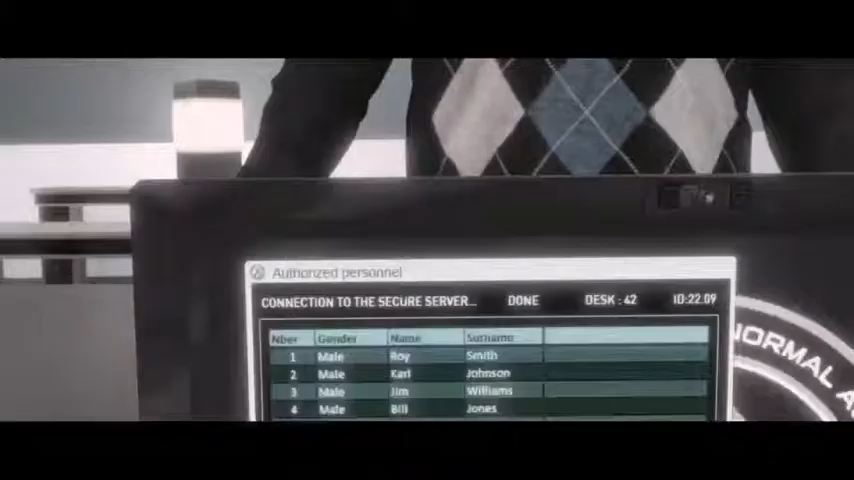 Authorized personnel
CONNECTION TO THE SECURE SERVER... DONE DESK : 42 ID:22.09
Nber Gender Name Surname
1 Male Roy Smith
2 Male Karl Johnson
3 Male Jim Williams
4 Male Bill Jones
NORMAL A